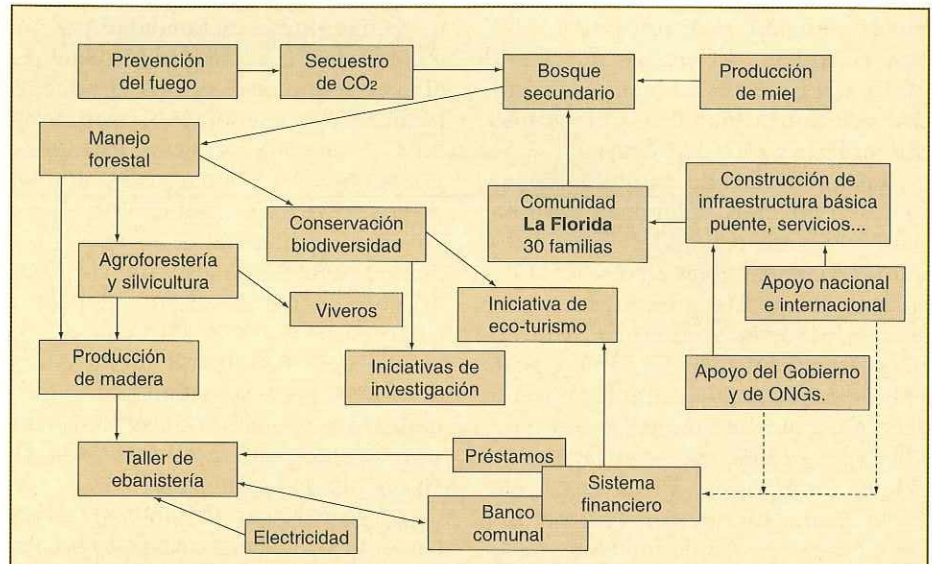 Prevención
del fuego
Secuestro
de CO2
Bosque
secundario
Producción
de miel
Manejo
forestal
Comunidad
La Florida
30 familias
Construcción de
infraestructura básica
puente, servicios...
Conservación
biodiversidad
Agroforestería
y silvicultura
Viveros
Iniciativa de
eco-turismo
Apoyo nacional
e internacional
Producción
de madera
Iniciativas de
investigación
Apoyo del Gobierno
y de ONGs.
Taller de
ebanistería
Préstamos
Sistema
financiero
Banco
comunal
Electricidad